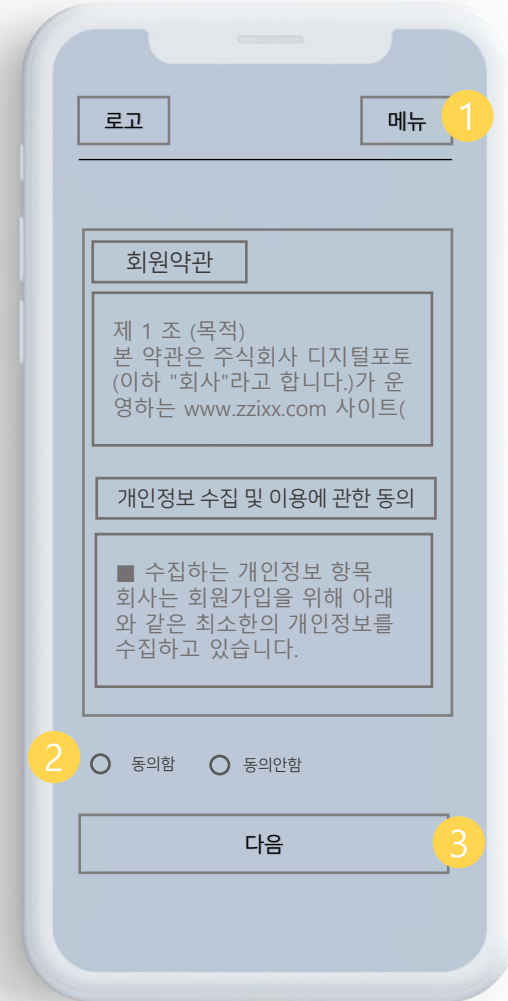 로고
메뉴
1
회원약관
제 1 조 (목적)
본 약관은 주식회사 디지털포토
(이하 "회사"라고 합니다.)가 운
영하는 www.zzixx.com 사이트(
개인정보 수집 및 이용에 관한 동의
■ 수집하는 개인정보 항목
회사는 회원가입을 위해 아래
와 같은 최소한의 개인정보를
수집하고 있습니다.
2
동의함
동의안함
다음
3